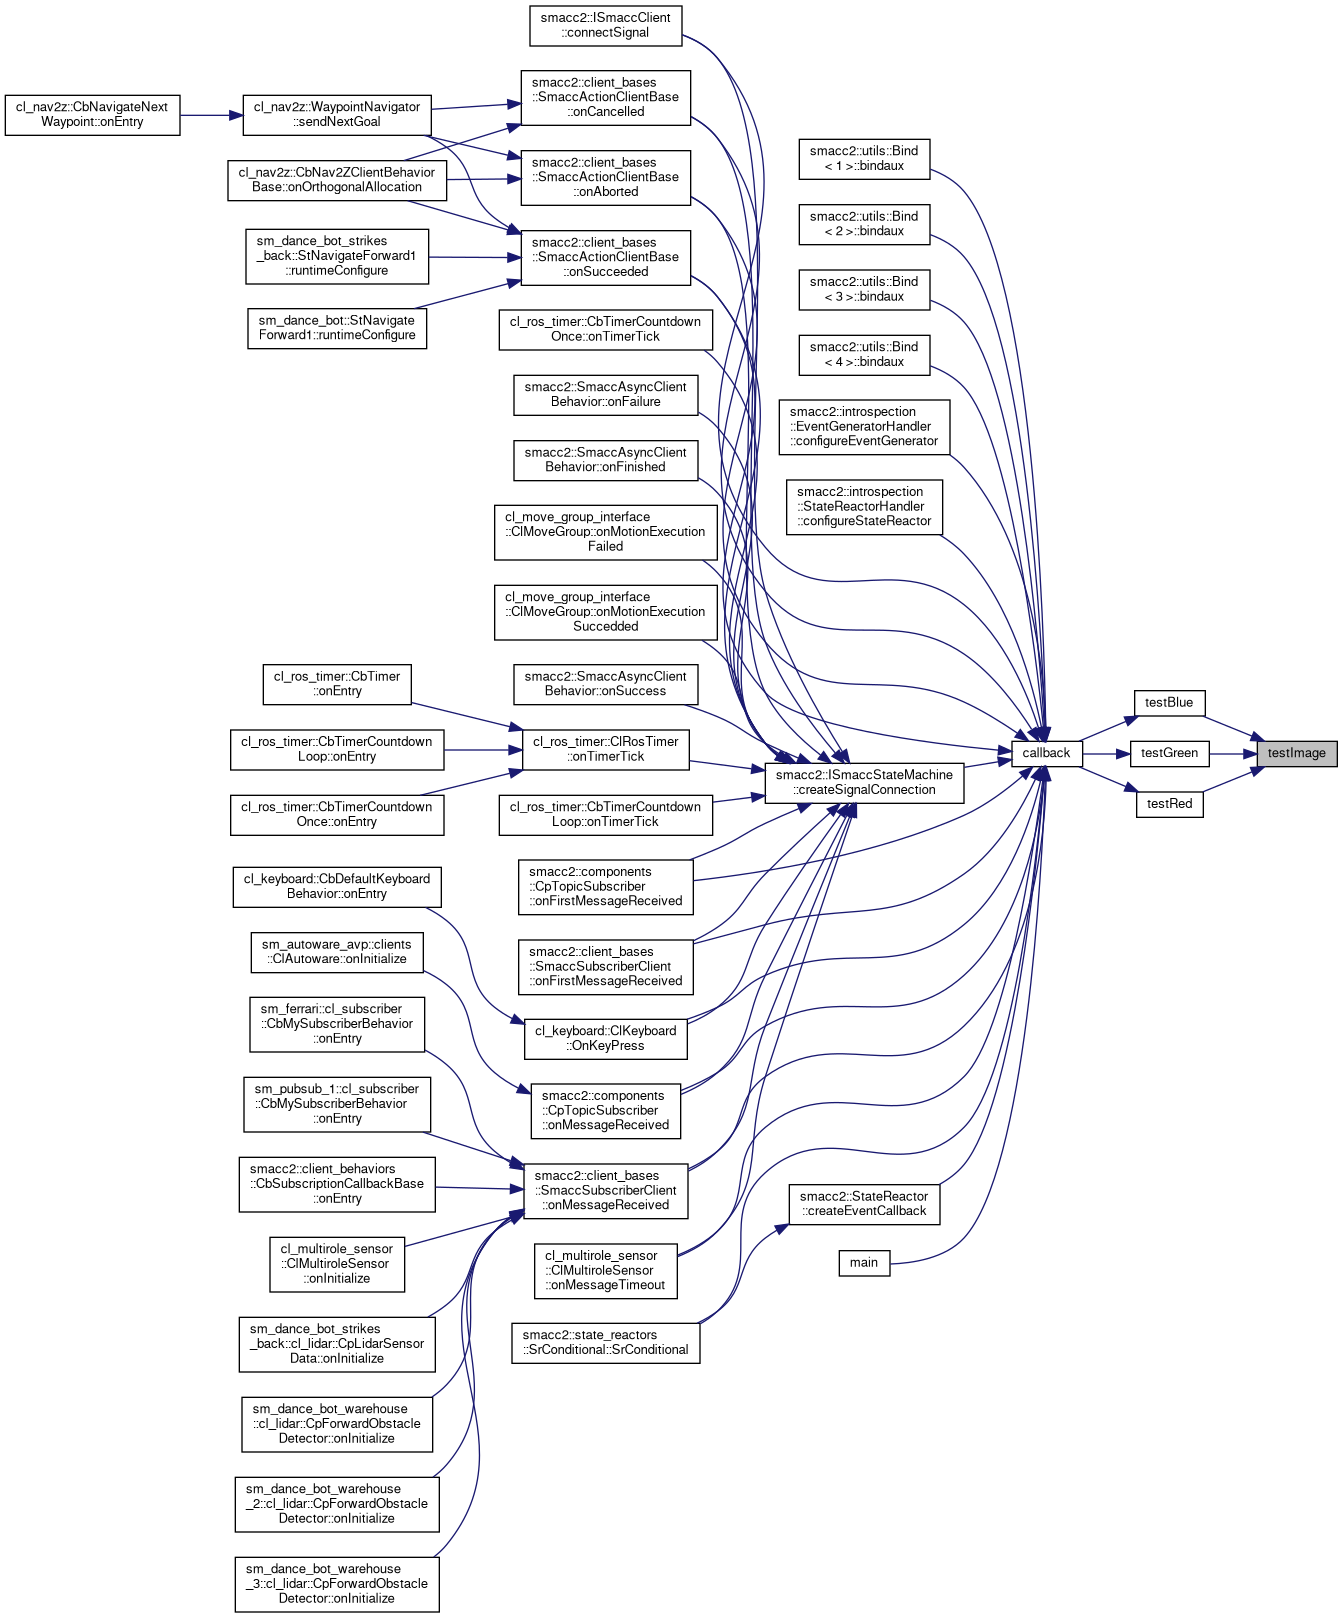 cl_nav2z::CbNavigateNext
Waypoint::onEntry
cl_nav2z::WaypointNavigator
::sendNextGoal
cl_nav2z::CbNav2ZClientBehavior
Base::onOrthogonalAllocation
sm_dance_bot_strikes
_back::StNavigateForward1
::runtimeConfigure
sm_dance_bot::StNavigate
Forward1::runtimeConfigure
cl_ros_timer::CbTimer
::onEntry
cl_ros_timer::CbTimerCountdown
Loop::onEntry
cl_ros_timer::CbTimerCountdown
Once::onEntry
cl_keyboard::CbDefaultKeyboard
Behavior::onEntry
sm_autoware_avp::clients
::ClAutoware::onInitialize
sm_ferrari::cl_subscriber
::CbMySubscriberBehavior
::onEntry
sm_pubsub_1::cl_subscriber
::CbMySubscriberBehavior
::onEntry
smacc2::client_behaviors
::CbSubscriptionCallbackBase
::onEntry
cl_multirole_sensor
::ClMultiroleSensor
::onInitialize
sm_dance_bot_strikes
_back::cl_lidar::CpLidarSensor
Data::onInitialize
sm_dance_bot_warehouse
::cl_lidar::CpForwardObstacle
Detector::onInitialize
sm_dance_bot_warehouse
_2::cl_lidar::CpForwardObstacle
Detector::onInitialize
sm_dance_bot_warehouse
_3::cl_lidar::CpForwardObstacle
Detector::onInitialize
smacc2::ISmaccClient
::connectSignal
smacc2::client_bases
::SmaccActionClientBase
::onCancelled
smacc2::client_bases
::SmaccActionClientBase
::onAborted
smacc2::client_bases
::SmaccActionClientBase
::onSucceeded
cl_ros_timer::CbTimerCountdown
Once::onTimerTick
smacc2::SmaccAsyncClient
Behavior::onFailure
smacc2::SmaccAsyncClient
Behavior::onFinished
cl_move_group_interface
::ClMoveGroup::onMotionExecution
Failed
cl_move_group_interface
::ClMoveGroup::onMotionExecution
Succedded
smacc2::SmaccAsyncClient
Behavior::onSuccess
cl_ros_timer::ClRosTimer
::onTimerTick
cl_ros_timer::CbTimerCountdown
Loop::onTimerTick
smacc2::components
::CpTopicSubscriber
::onFirstMessageReceived
smacc2::client_bases
::SmaccSubscriberClient
::onFirstMessageReceived
cl_keyboard::ClKeyboard
::OnKeyPress
smacc2::components
::CpTopicSubscriber
::onMessageReceived
smacc2::client_bases
::SmaccSubscriberClient
::onMessageReceived
cl_multirole_sensor
::ClMultiroleSensor
::onMessageTimeout
smacc2::state_reactors
::SrConditional::SrConditional
smacc2::utils::Bind
< 1 >::bindaux
smacc2::utils::Bind
< 2 >::bindaux
smacc2::utils::Bind
< 3 >::bindaux
smacc2::utils::Bind
< 4 >::bindaux
smacc2::introspection
::EventGeneratorHandler
::configureEventGenerator
smacc2::introspection
::StateReactorHandler
::configureStateReactor
smacc2::ISmaccStateMachine
::createSignalConnection
smacc2::StateReactor
::createEventCallback
main
callback
testBlue
testGreen
testRed
testImage